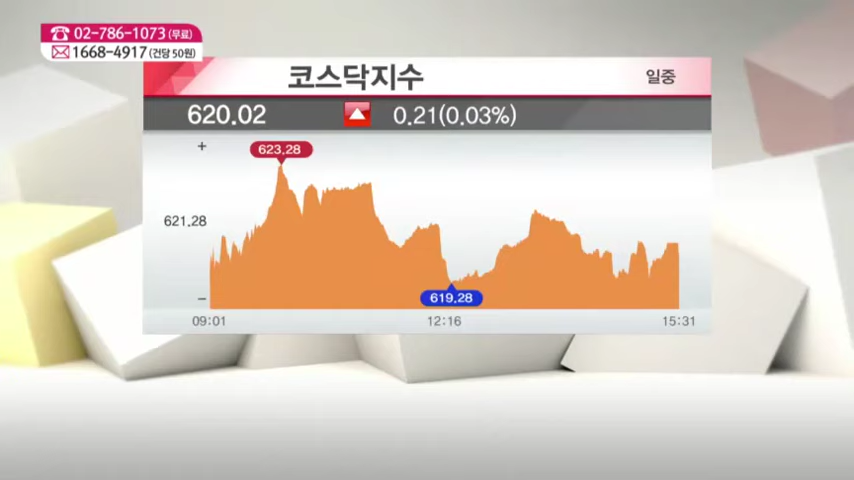 02-786-1073 (무료)
1668-4917 (건당 50원)
코스닥지수
일중
620.02 0.21(0.03%)
+
623.28
621.28
619.28
−
09:01 12:16 15:31